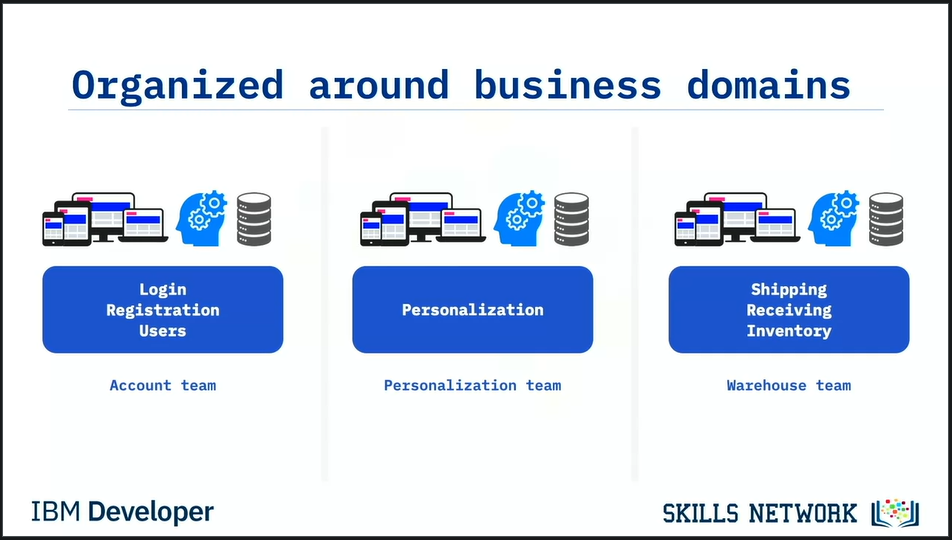 Organized around business domains
Login
Registration
Users
Account team
Personalization
Personalization team
Shipping
Receiving
Inventory
Warehouse team
IBM Developer
SKILLS NETWORK